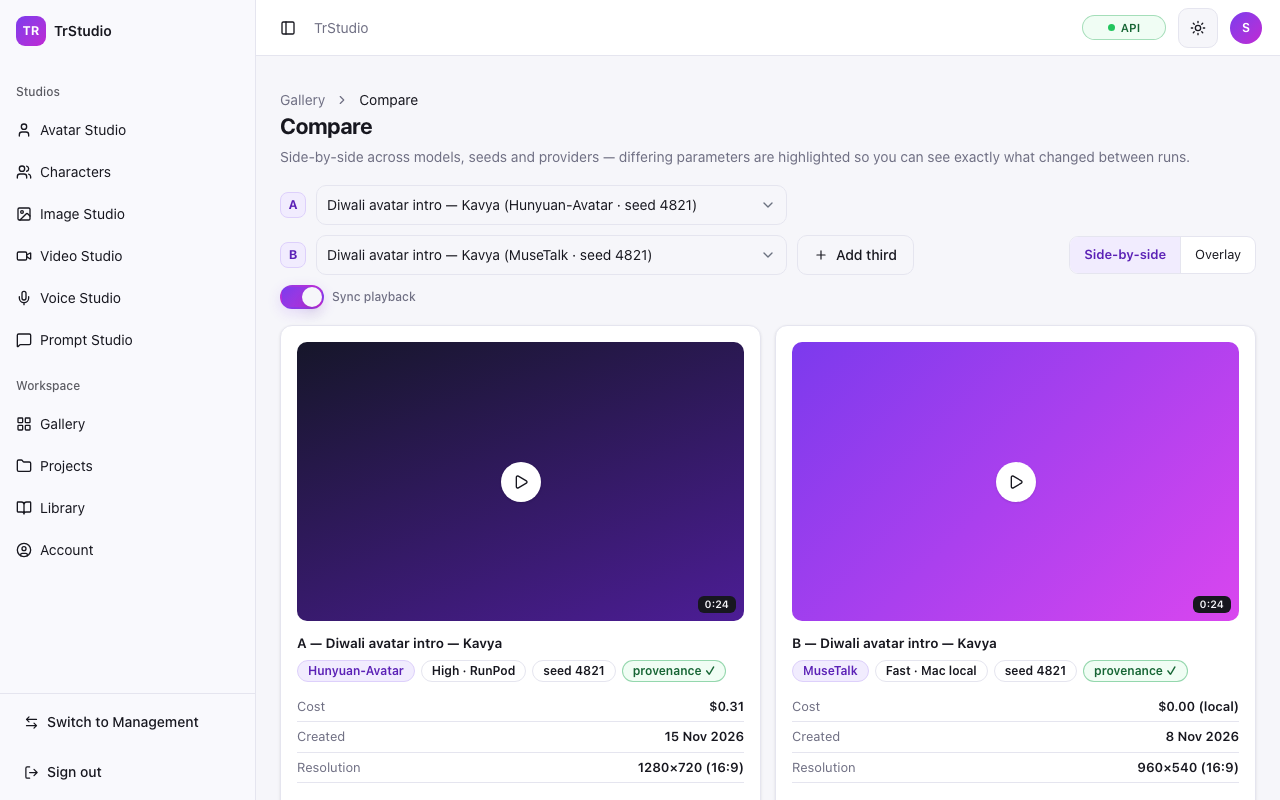 TR TrStudio
Studios
Avatar Studio
Characters
Image Studio
Video Studio
Voice Studio
Prompt Studio
Workspace
Gallery
Projects
Library
Account
Switch to Management
Sign out
TrStudio
API
S
Gallery > Compare
Compare
Side-by-side across models, seeds and providers — differing parameters are highlighted so you can see exactly what changed between runs.
A Diwali avatar intro — Kavya (Hunyuan-Avatar · seed 4821)
B Diwali avatar intro — Kavya (MuseTalk · seed 4821) + Add third Side-by-side Overlay
Sync playback
0:24
A — Diwali avatar intro — Kavya
Hunyuan-Avatar High · RunPod seed 4821 provenance ✓
Cost $0.31
Created 15 Nov 2026
Resolution 1280×720 (16:9)
0:24
B — Diwali avatar intro — Kavya
MuseTalk Fast · Mac local seed 4821 provenance ✓
Cost $0.00 (local)
Created 8 Nov 2026
Resolution 960×540 (16:9)